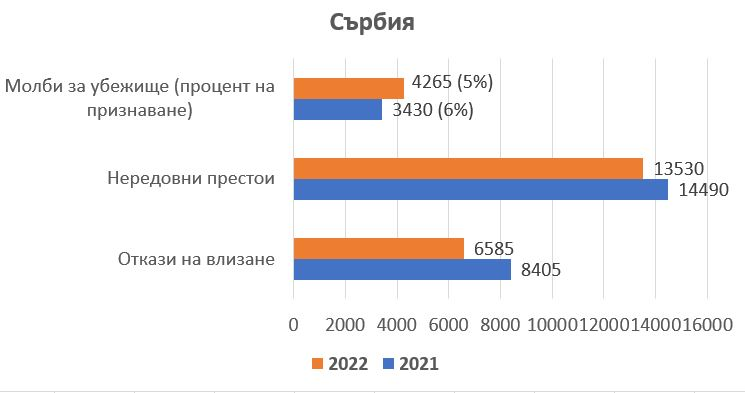 Сърбия
Молби за убежище (процент на
признаване)
4265 (5%)
3430 (6%)
Нередовни престои
13530
14490
Откази на влизане
6585
8405
0 2000 4000 6000 8000 10000 12000 14000 16000
2022 2021